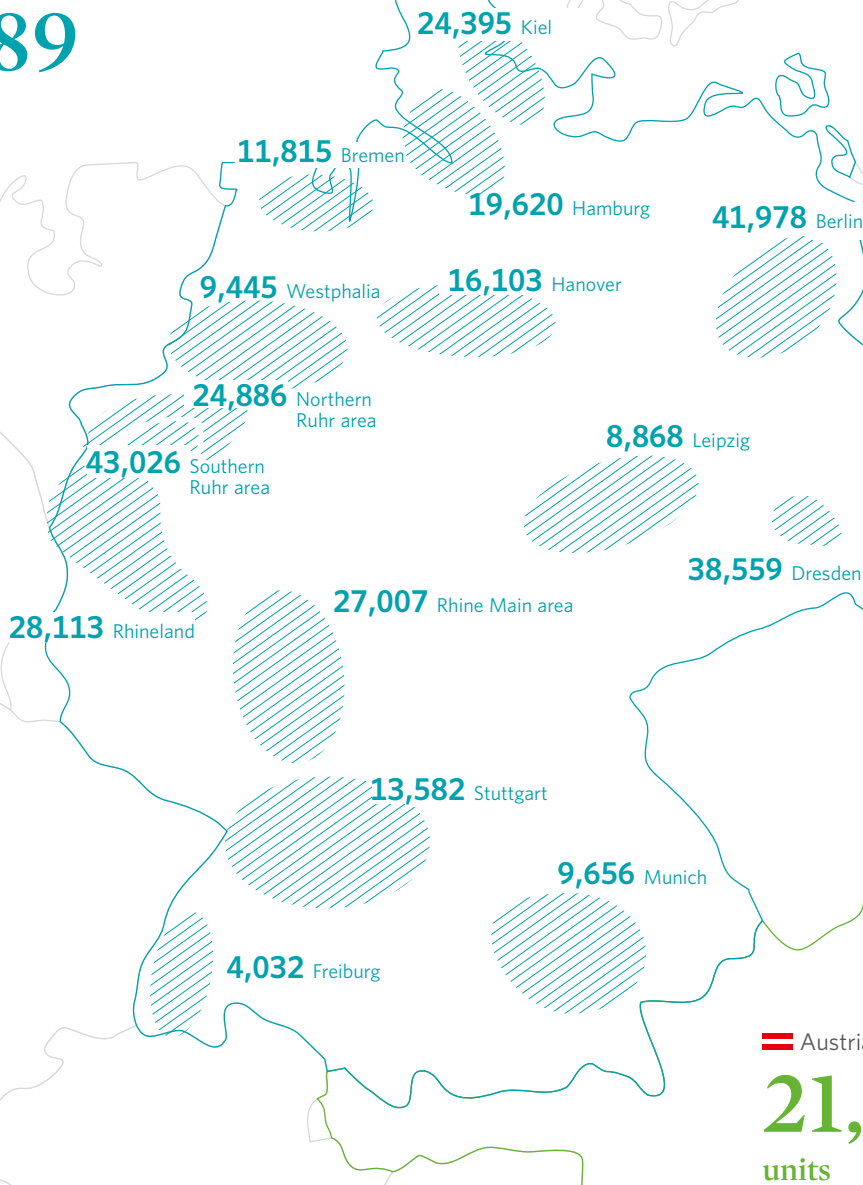 89
24,395 Kiel
11,815 Bremen
19,620 Hamburg
41,978 Berlin
9,445 Westphalia
16,103 Hanover
24,886 Northern
Ruhr area
8,868 Leipzig
43,026 Southern
Ruhr area
38,559 Dresden
27,007 Rhine Main area
28,113 Rhineland
13,582 Stuttgart
9,656 Munich
4,032 Freiburg
Austria
21,
units